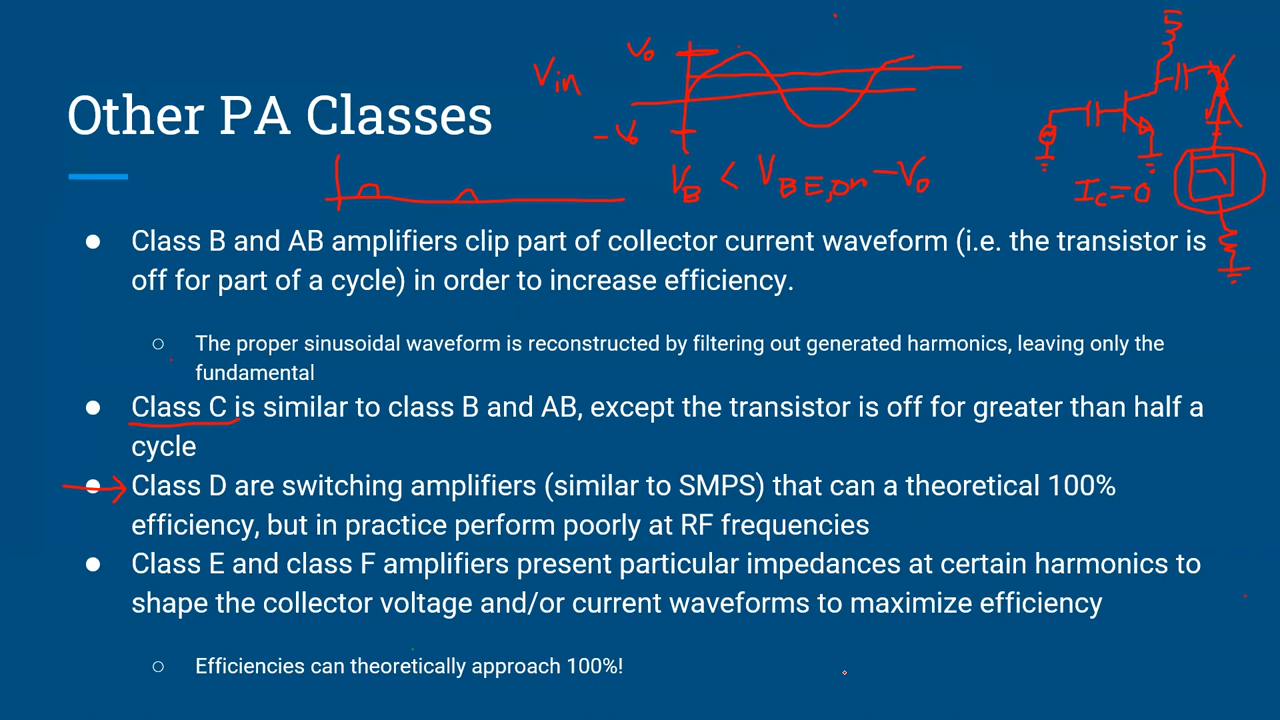 V₀
Vin
Other PA Classes
-V₀
V_B < V_BE,on - V₀
I_C=0
● Class B and AB amplifiers clip part of collector current waveform (i.e. the transistor is
off for part of a cycle) in order to increase efficiency.
○ The proper sinusoidal waveform is reconstructed by filtering out generated harmonics, leaving only the
fundamental
● Class C is similar to class B and AB, except the transistor is off for greater than half a
cycle
● Class D are switching amplifiers (similar to SMPS) that can a theoretical 100%
efficiency, but in practice perform poorly at RF frequencies
● Class E and class F amplifiers present particular impedances at certain harmonics to
shape the collector voltage and/or current waveforms to maximize efficiency
○ Efficiencies can theoretically approach 100%!